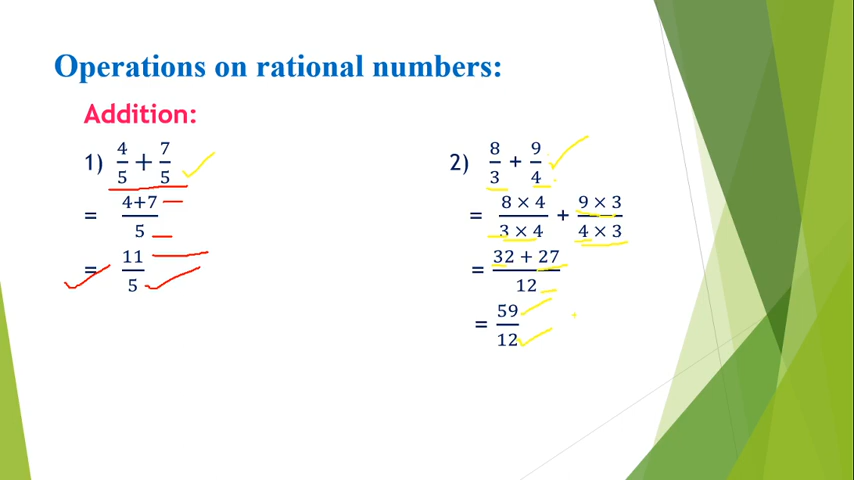 Operations on rational numbers:
Addition:
1) 4/5 + 7/5
= 4+7/5
= 11/5
2) 8/3 + 9/4
= 8 × 4/3 × 4 + 9 × 3/4 × 3
= 32 + 27/12
= 59/12